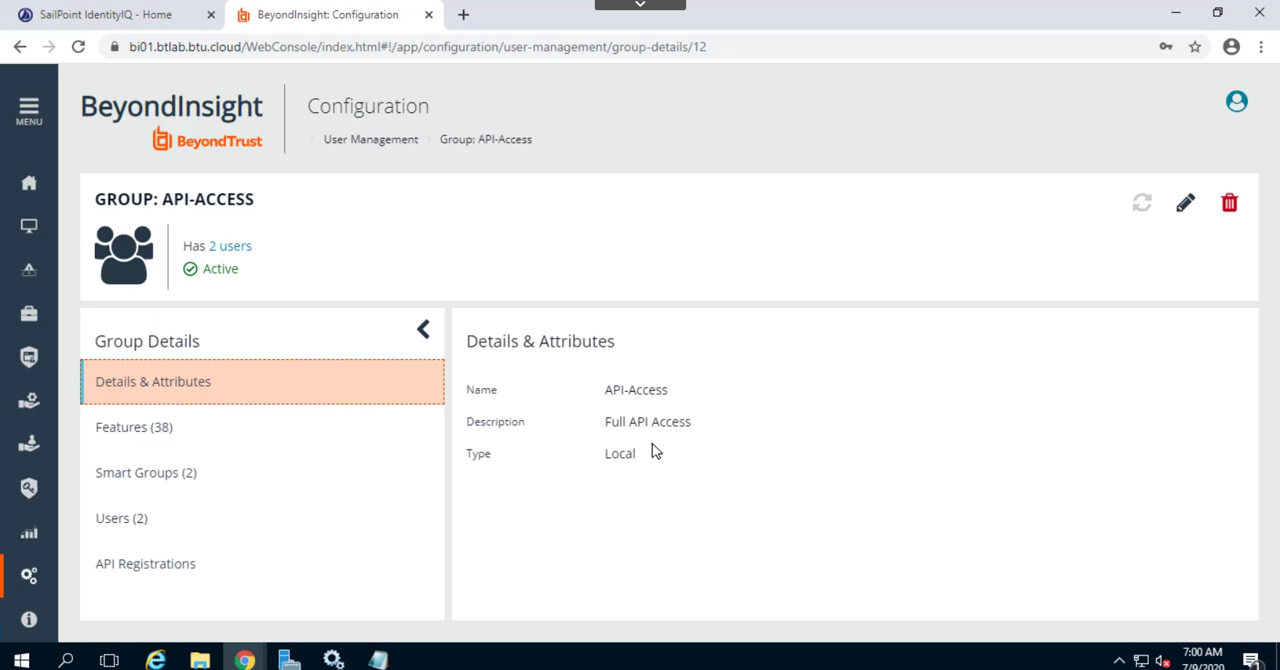 SailPoint IdentityIQ - Home
BeyondInsight: Configuration
bi01.btlab.btu.cloud/WebConsole/index.html#!/app/configuration/user-management/group-details/12
MENU
BeyondInsight
BeyondTrust
Configuration
User Management
Group: API-Access
GROUP: API-ACCESS
Has 2 users
Active
Group Details
Details & Attributes
Features (38)
Smart Groups (2)
Users (2)
API Registrations
Details & Attributes
Name API-Access
Description Full API Access
Type Local
7:00 AM
7/9/2020
1